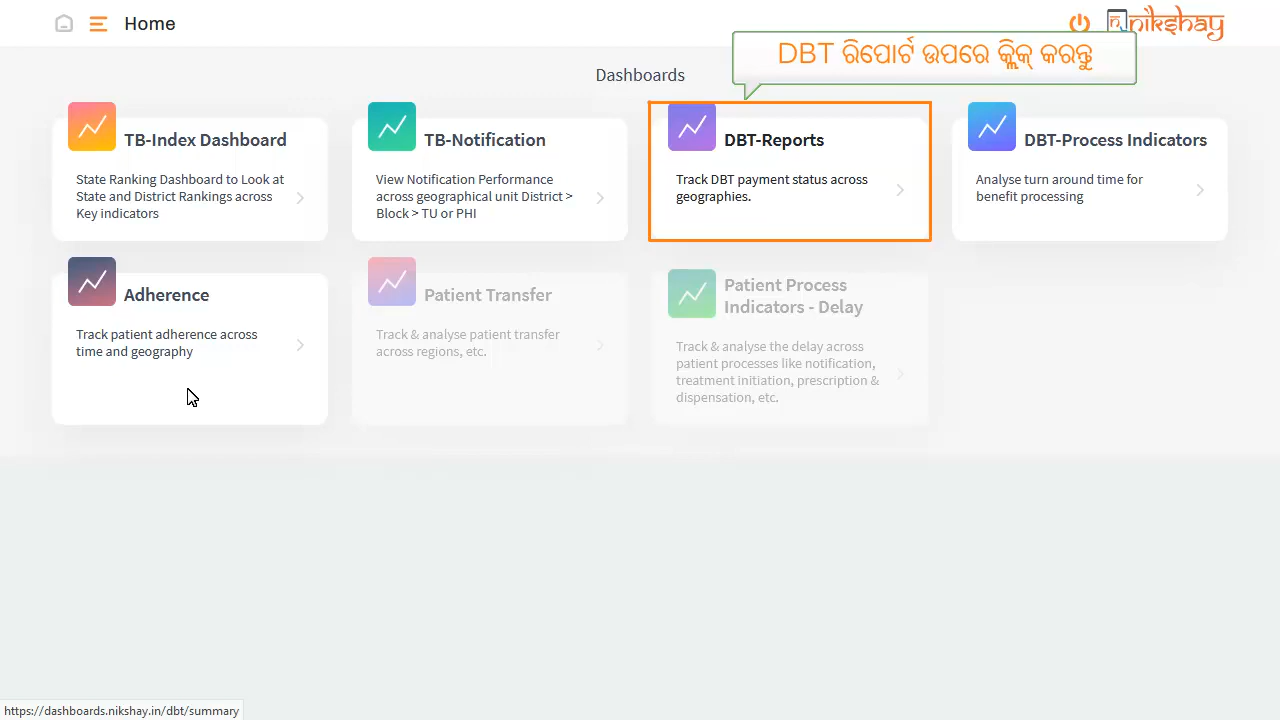 Home
nikshay
DBT ରିପୋର୍ଟ ଉପରେ କ୍ଲିକ୍ କରନ୍ତୁ
Dashboards
TB-Index Dashboard
State Ranking Dashboard to Look at
State and District Rankings across
Key indicators
TB-Notification
View Notification Performance
across geographical unit District >
Block > TU or PHI
DBT-Reports
Track DBT payment status across
geographies.
DBT-Process Indicators
Analyse turn around time for
benefit processing
Adherence
Track patient adherence across
time and geography
Patient Transfer
Track & analyse patient transfer
across regions, etc.
Patient Process
Indicators - Delay
Track & analyse the delay across
patient processes like notification,
treatment initiation, prescription &
dispensation, etc.
https://dashboards.nikshay.in/dbt/summary